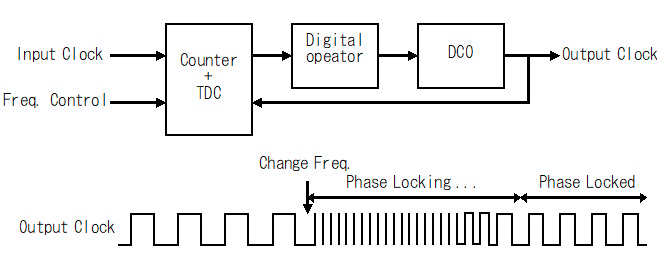 Input Clock
Freq. Control
Counter
+
TDC
Digital
opeator
DCO
Output Clock
Change Freq.
Phase Locking...
Phase Locked
Output Clock